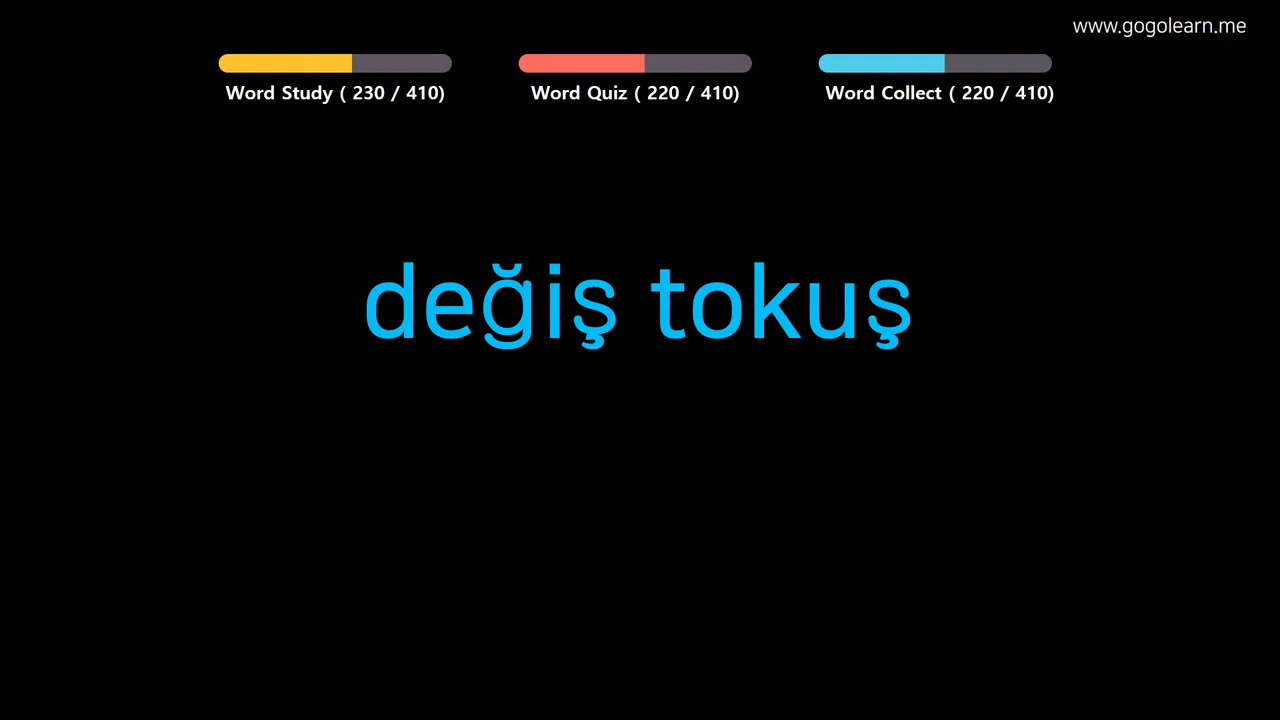 www.gogolearn.me
Word Study ( 230 / 410)
Word Quiz ( 220 / 410)
Word Collect ( 220 / 410)
değiş tokuş